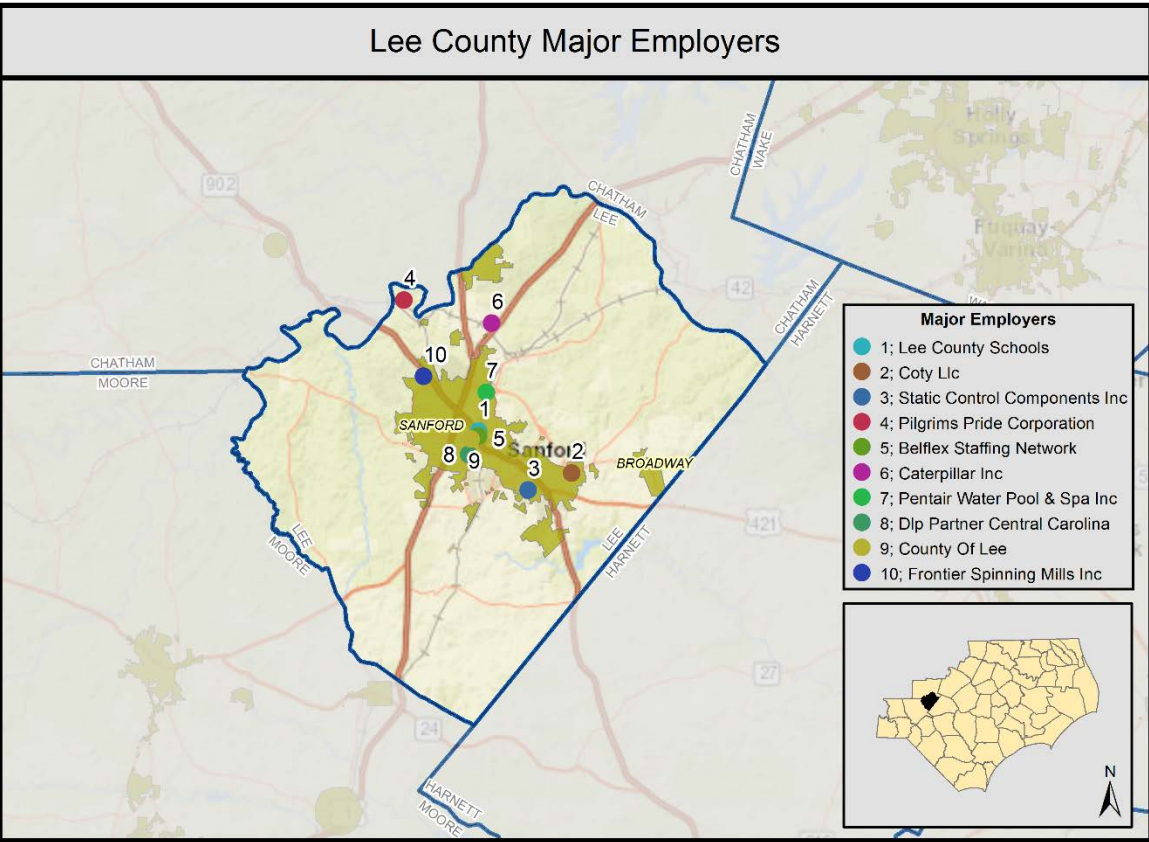 Lee County Major Employers
Holly
Springs
CHATHAM
WAKE
902
CHATHAM
LEE
Fuquay-
Varina
42
4
6
CHATHAM
HARNETT
CHATHAM
MOORE
10
7
1
SANFORD
5
Sanford
8
9
3
2
BROADWAY
421
LEE
HARNETT
LEE
MOORE
27
24
HARNETT
MOORE
Major Employers
1; Lee County Schools
2; Coty Llc
3; Static Control Components Inc
4; Pilgrims Pride Corporation
5; Belflex Staffing Network
6; Caterpillar Inc
7; Pentair Water Pool & Spa Inc
8; Dlp Partner Central Carolina
9; County Of Lee
10; Frontier Spinning Mills Inc
N